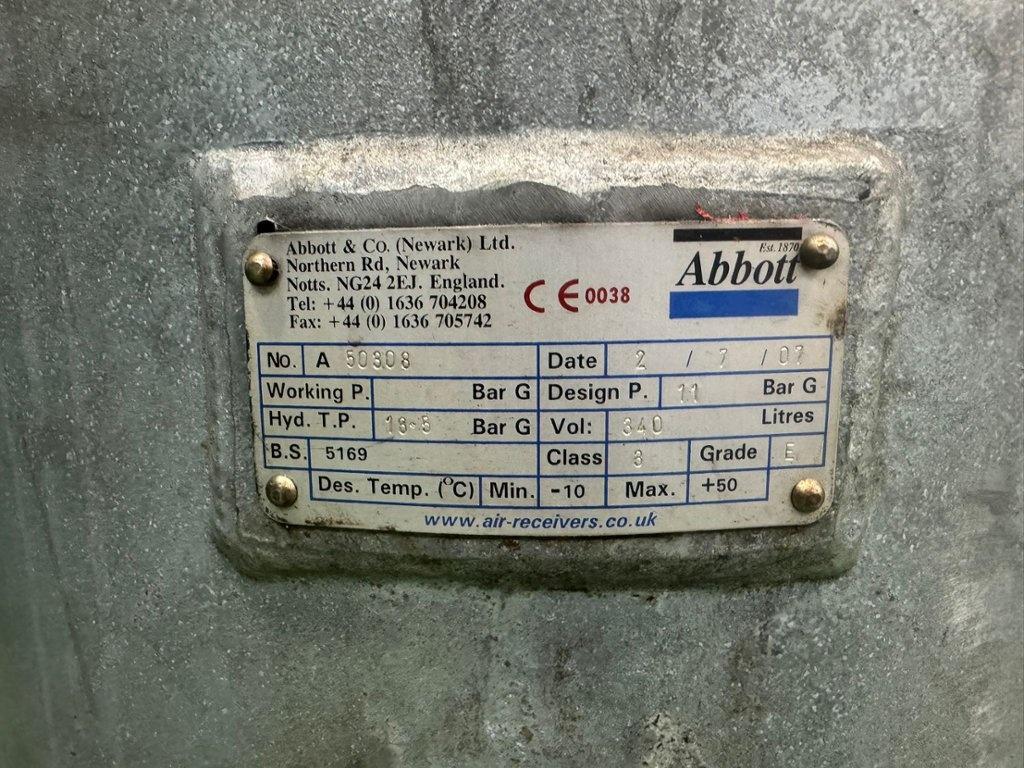 Abbott & Co. (Newark) Ltd.
Northern Rd, Newark
Notts. NG24 2EJ. England.
Tel: +44 (0) 1636 704208
Fax: +44 (0) 1636 705742
CE 0038
Est. 1870
Abbott
No. A 50308 Date 2 / 7 / 07
Working P. Bar G Design P. 11 Bar G
Hyd. T.P. Bar G Vol: 340 Litres
B.S. 5169 Class 3 Grade E
Des. Temp. (°C) Min. -10 Max. +50
www.air-receivers.co.uk